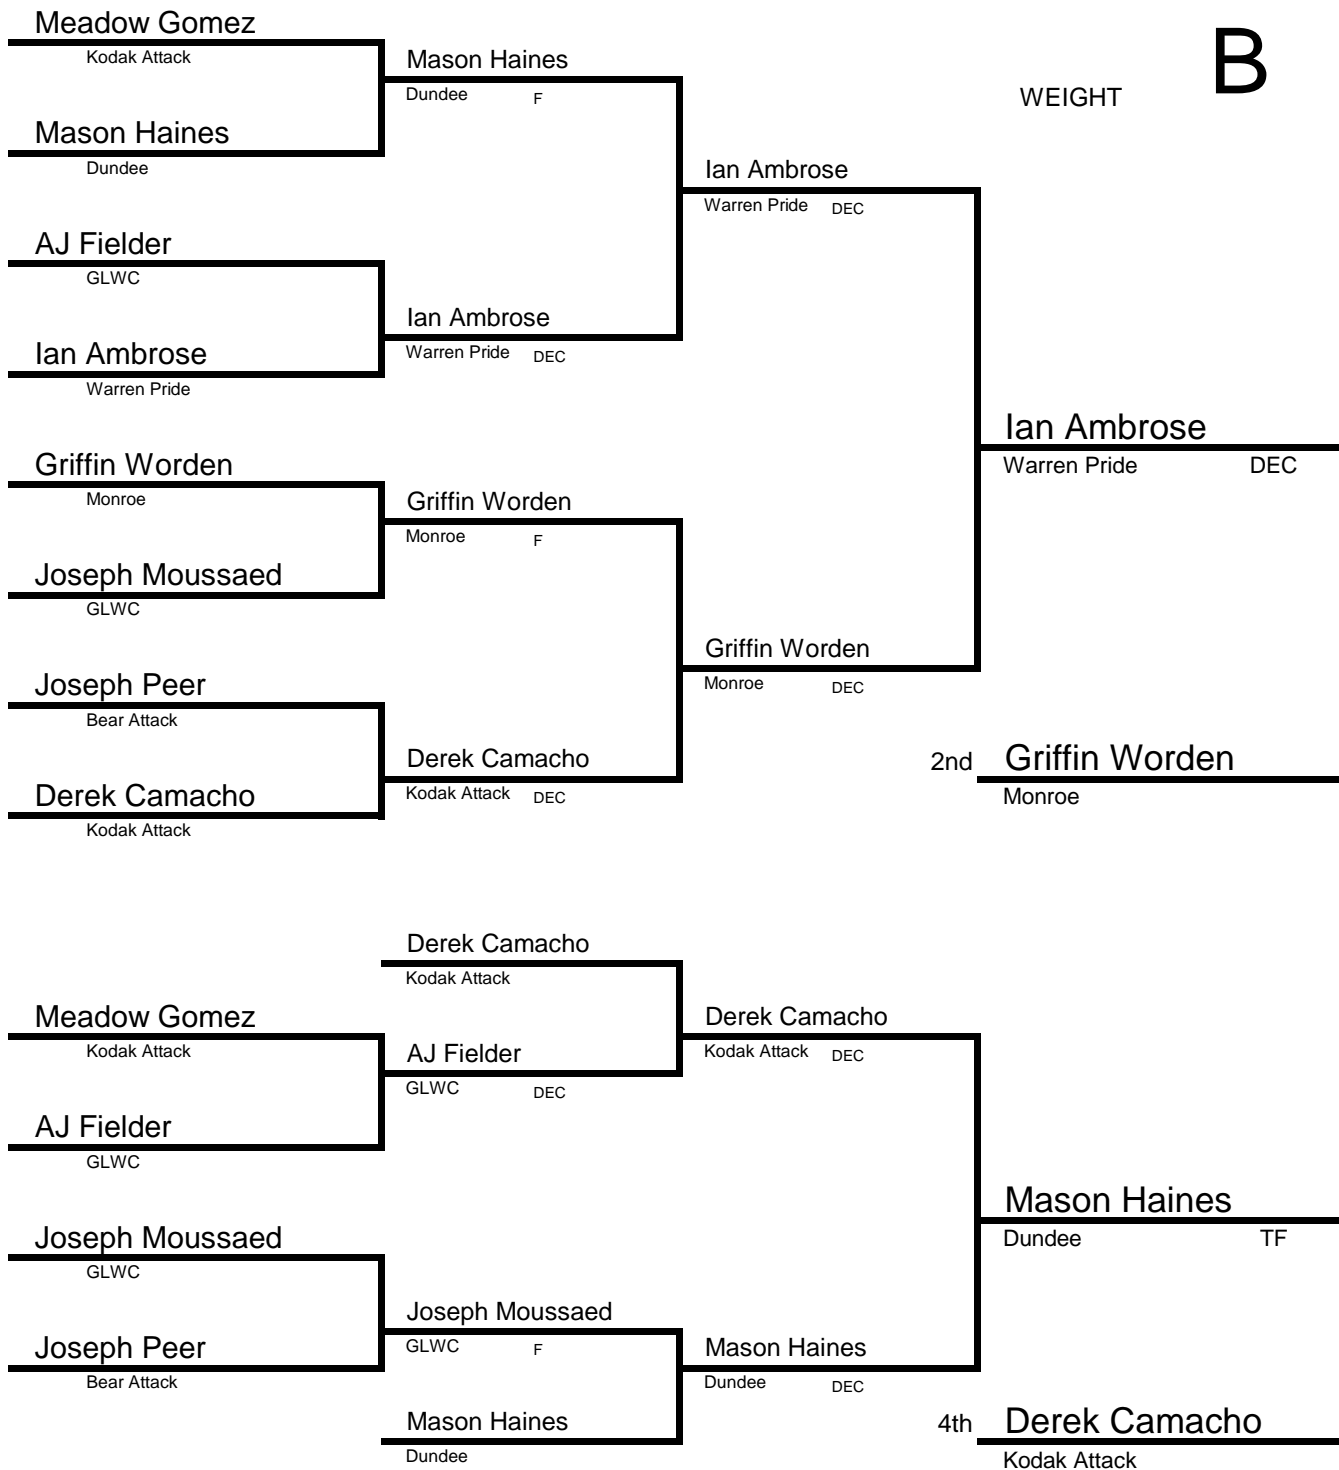 Meadow Gomez
Kodak Attack
Mason Haines
Dundee F
B
WEIGHT
Mason Haines
Dundee
Ian Ambrose
Warren Pride DEC
AJ Fielder
GLWC
Ian Ambrose
Warren Pride DEC
Ian Ambrose
Warren Pride
Ian Ambrose
Warren Pride DEC
Griffin Worden
Monroe
Griffin Worden
Monroe F
Joseph Moussaed
GLWC
Griffin Worden
Monroe DEC
Joseph Peer
Bear Attack
Derek Camacho
Kodak Attack DEC
2nd Griffin Worden
Monroe
Derek Camacho
Kodak Attack
Derek Camacho
Kodak Attack
Meadow Gomez
Kodak Attack
Derek Camacho
Kodak Attack DEC
AJ Fielder
GLWC DEC
AJ Fielder
GLWC
Mason Haines
Dundee TF
Joseph Moussaed
GLWC
Joseph Moussaed
GLWC F
Joseph Peer
Bear Attack
Mason Haines
Dundee DEC
Mason Haines
Dundee
4th Derek Camacho
Kodak Attack